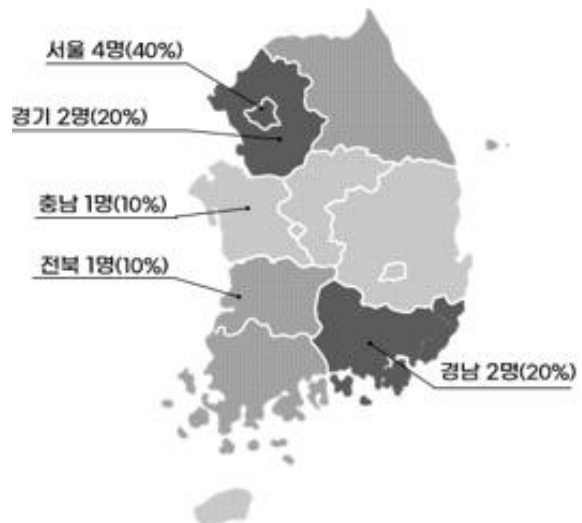 서울 4명(40%)
경기 2명(20%)
충남 1명(10%)
전북 1명(10%)
경남 2명(20%)